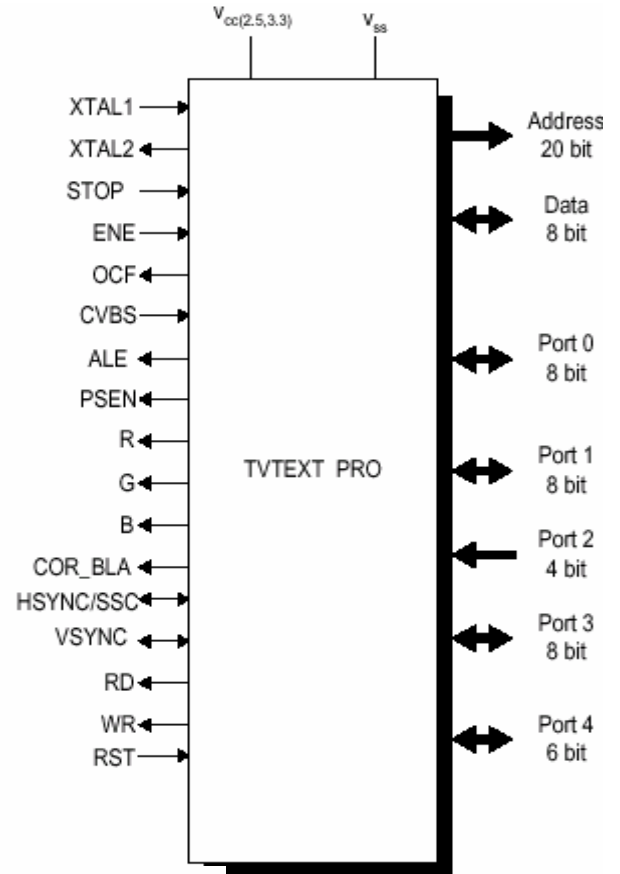 Vcc(2.5,3.3)
Vss
XTAL1
XTAL2
STOP
ENE
OCF
CVBS
ALE
PSEN
R
G
B
COR_BLA
HSYNC/SSC
VSYNC
RD
WR
RST
TVTEXT PRO
Address
20 bit
Data
8 bit
Port 0
8 bit
Port 1
8 bit
Port 2
4 bit
Port 3
8 bit
Port 4
6 bit